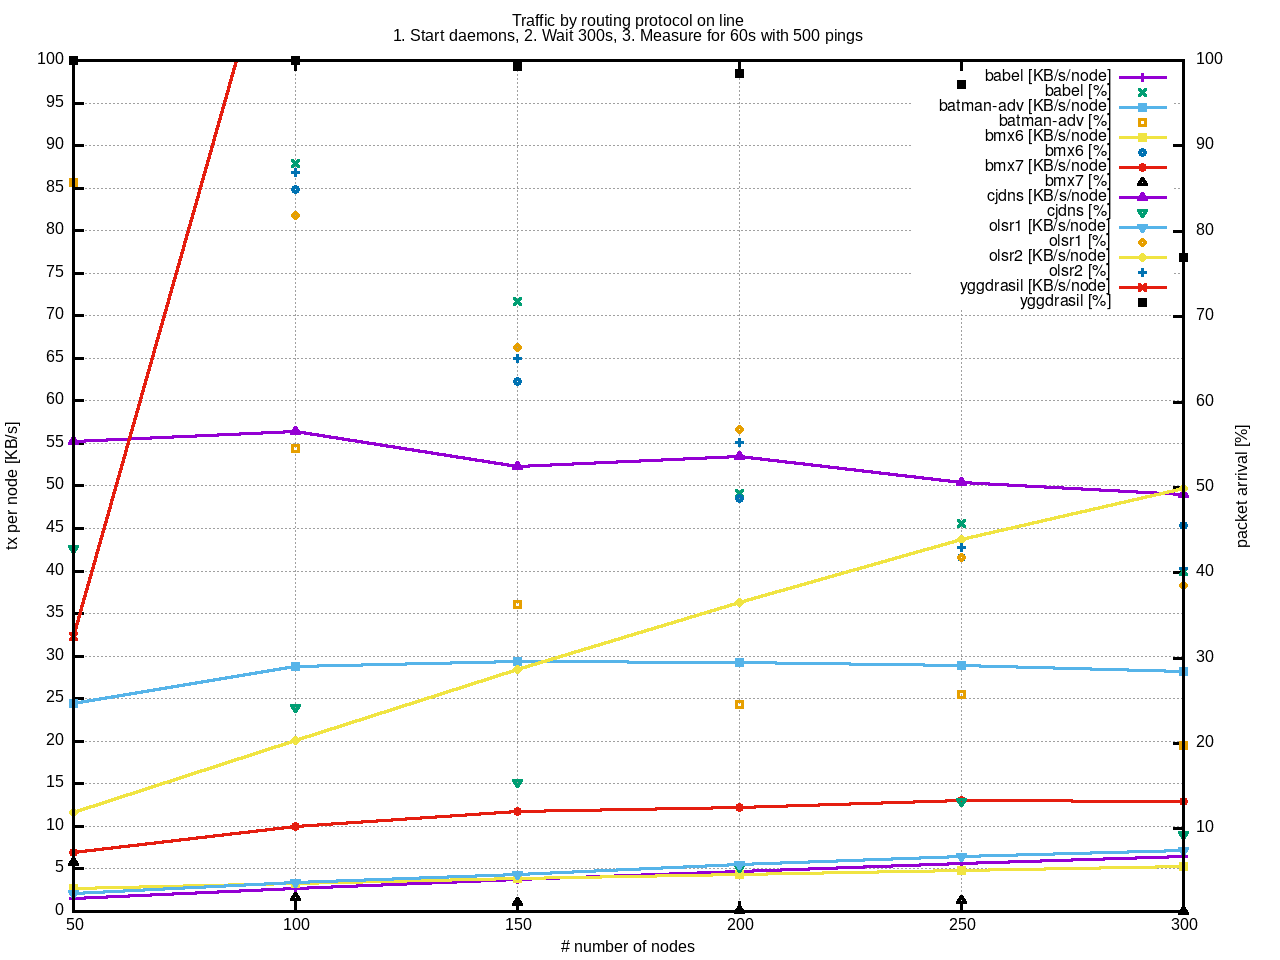 Traffic by routing protocol on line
1. Start daemons, 2. Wait 300s, 3. Measure for 60s with 500 pings
100
95
90
85
80
75
70
65
60
55
50
45
40
35
30
25
20
15
10
5
0
tx per node [KB/s]
50
100
150
200
250
300
# number of nodes
100
90
80
70
60
50
40
30
20
10
packet arrival [%]
babel [KB/s/node]
babel [%]
batman-adv [KB/s/node]
batman-adv [%]
bmx6 [KB/s/node]
bmx6 [%]
bmx7 [KB/s/node]
bmx7 [%]
cjdns [KB/s/node]
cjdns [%]
olsr1 [KB/s/node]
olsr1 [%]
olsr2 [KB/s/node]
olsr2 [%]
yggdrasil [KB/s/node]
yggdrasil [%]